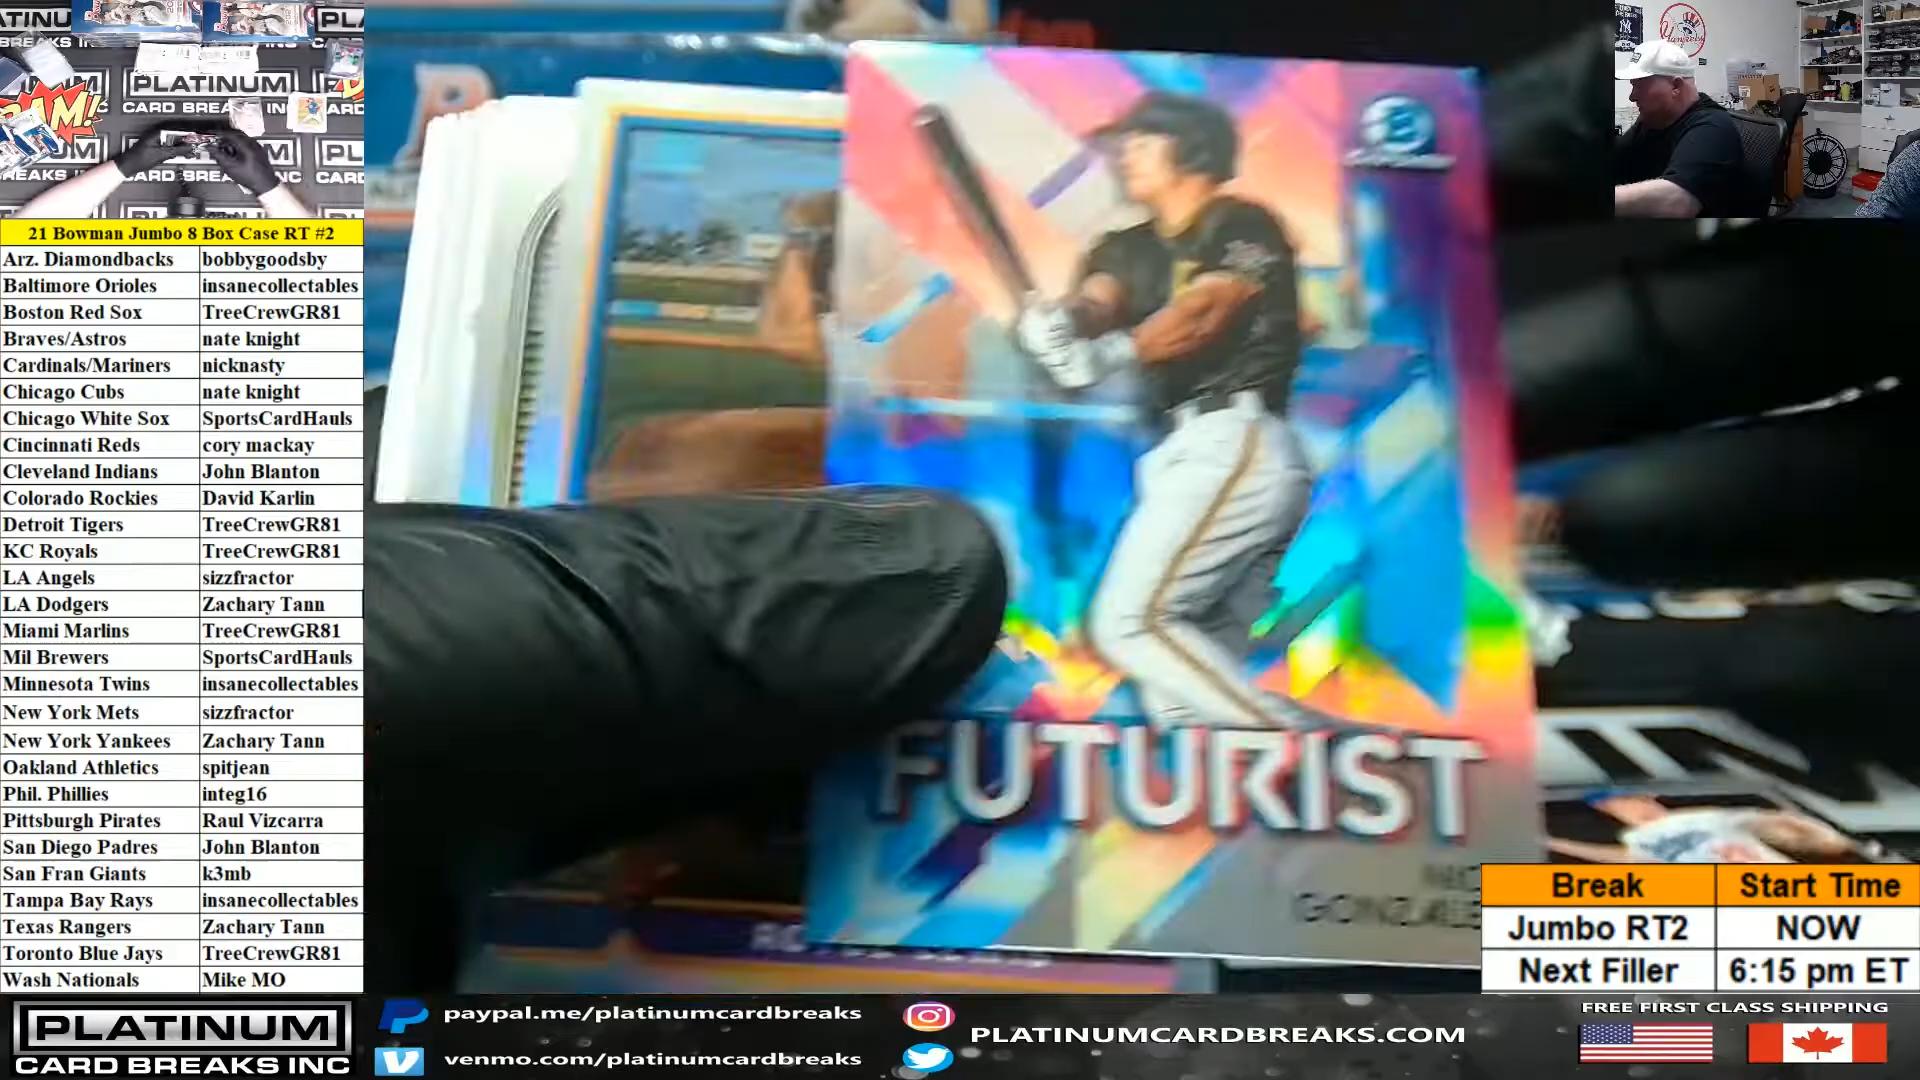 PLATINUM
CARD BREAKS INC
BAM!
Yankees
21 Bowman Jumbo 8 Box Case RT #2
Arz. Diamondbacks bobbygoodsby
Baltimore Orioles insanecollectables
Boston Red Sox TreeCrewGR81
Braves/Astros nate knight
Cardinals/Mariners nicknasty
Chicago Cubs nate knight
Chicago White Sox SportsCardHauls
Cincinnati Reds cory mackay
Cleveland Indians John Blanton
Colorado Rockies David Karlin
Detroit Tigers TreeCrewGR81
KC Royals TreeCrewGR81
LA Angels sizzfractor
LA Dodgers Zachary Tann
Miami Marlins TreeCrewGR81
Mil Brewers SportsCardHauls
Minnesota Twins insanecollectables
New York Mets sizzfractor
New York Yankees Zachary Tann
Oakland Athletics spitjean
Phil. Phillies integ16
Pittsburgh Pirates Raul Vizcarra
San Diego Padres John Blanton
San Fran Giants k3mb
Tampa Bay Rays insanecollectables
Texas Rangers Zachary Tann
Toronto Blue Jays TreeCrewGR81
Wash Nationals Mike MO
FUTURIST
Break Start Time
Jumbo RT2 NOW
Next Filler 6:15 pm ET
PLATINUM
CARD BREAKS INC
paypal.me/platinumcardbreaks
venmo.com/platinumcardbreaks
PLATINUMCARDBREAKS.COM
FREE FIRST CLASS SHIPPING